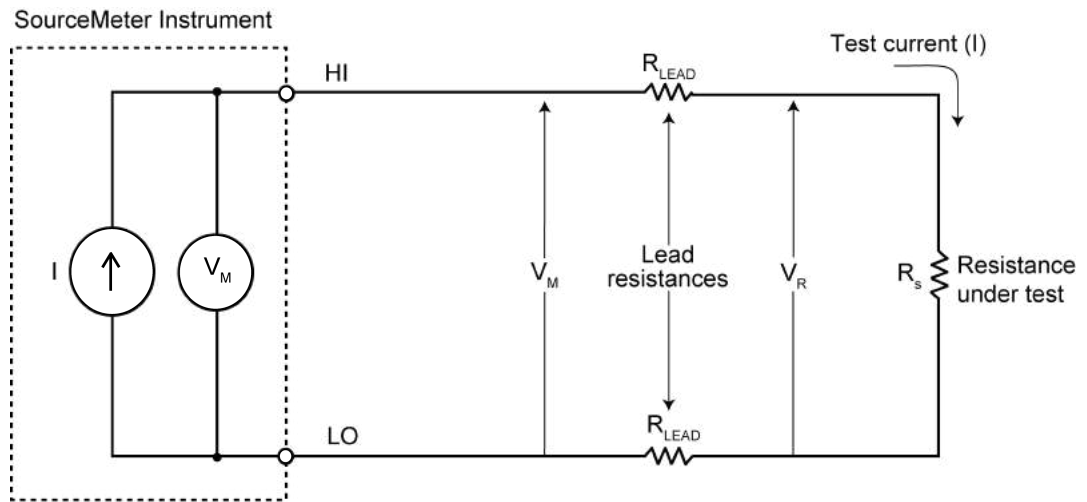 SourceMeter Instrument
HI
R_LEAD
Test current (I)
I
V_M
V_M
Lead
resistances
V_R
R_s
Resistance
under test
LO
R_LEAD